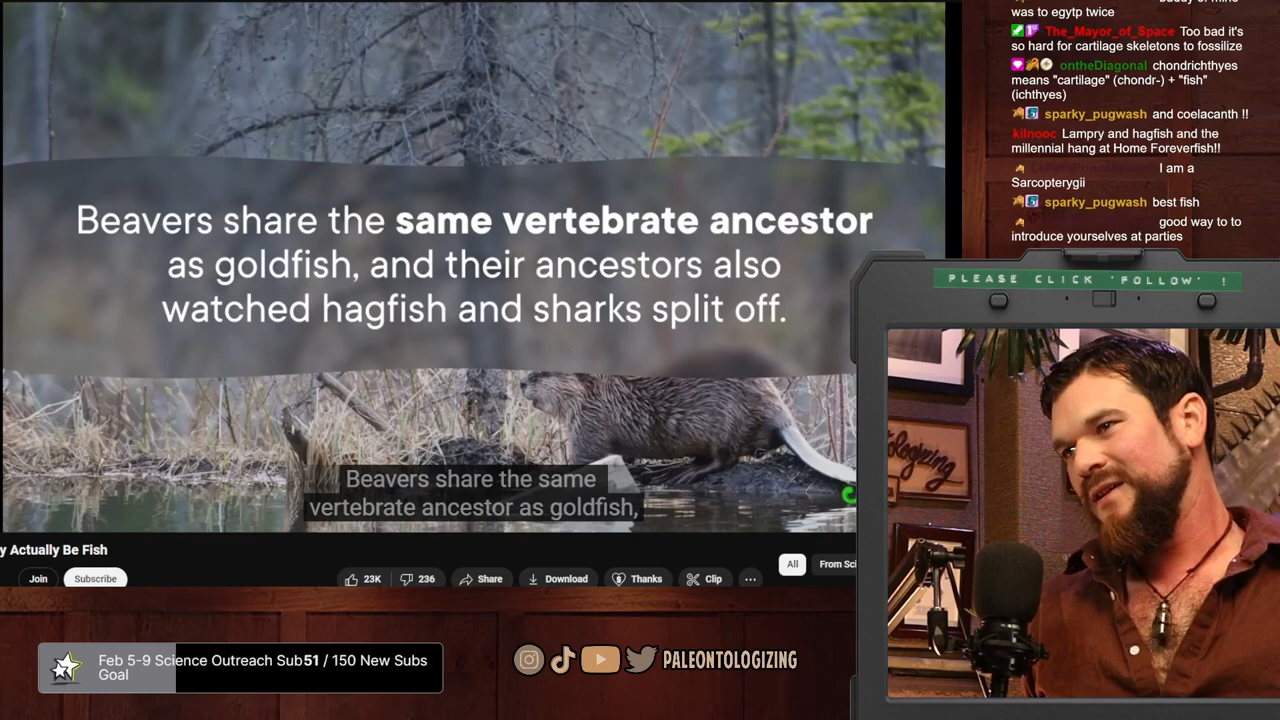 Beavers share the same vertebrate ancestor
as goldfish, and their ancestors also
watched hagfish and sharks split off.
Beavers share the same
vertebrate ancestor as goldfish,
y Actually Be Fish
Join
Subscribe
23K
236
Share
Download
Thanks
Clip
...
All
From Sci
Feb 5-9 Science Outreach Sub 51 / 150 New Subs
Goal
PALEONTOLOGIZING
was to egytp twice
The_Mayor_of_Space Too bad it's
so hard for cartilage skeletons to fossilize
ontheDiagonal chondrichthyes
means "cartilage" (chondr-) + "fish"
(ichthyes)
sparky_pugwash and coelacanth !!
kilnooc Lampry and hagfish and the
millennial hang at Home Foreverfish!!
I am a
Sarcopterygii
sparky_pugwash best fish
good way to to
introduce yourselves at parties
PLEASE CLICK 'FOLLOW' !
ologizing